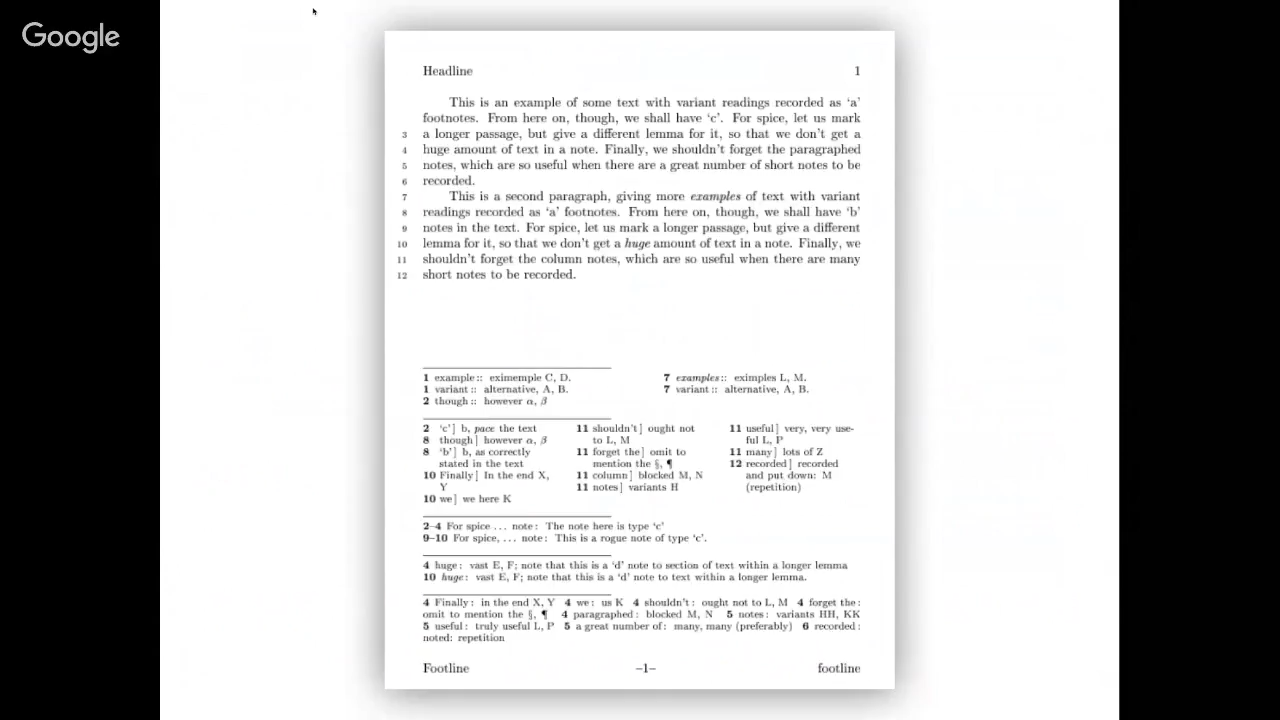 Google
Headline 1
This is an example of some text with variant readings recorded as ‘a’
footnotes. From here on, though, we shall have ‘c’. For spice, let us mark
3 a longer passage, but give a different lemma for it, so that we don’t get a
4 huge amount of text in a note. Finally, we shouldn’t forget the paragraphed
5 notes, which are so useful when there are a great number of short notes to be
6 recorded.
7 This is a second paragraph, giving more examples of text with variant
8 readings recorded as ‘a’ footnotes. From here on, though, we shall have ‘b’
9 notes in the text. For spice, let us mark a longer passage, but give a different
10 lemma for it, so that we don’t get a huge amount of text in a note. Finally, we
11 shouldn’t forget the column notes, which are so useful when there are many
12 short notes to be recorded.
1 example:: eximemple C, D.
1 variant:: alternative, A, B.
2 though:: however α, β
7 examples:: eximples L, M.
7 variant:: alternative, A, B.
2 ‘c’] b, pace the text
8 though] however α, β
8 ‘b’] b, as correctly
stated in the text
10 Finally] In the end X,
Y
10 we] we here K
11 shouldn’t] ought not
to L, M
11 forget the] omit to
mention the §, ¶
11 column] blocked M, N
11 notes] variants H
11 useful] very, very use-
ful L, P
11 many] lots of Z
12 recorded] recorded
and put down: M
(repetition)
2–4 For spice ... note: The note here is type ‘c’
9–10 For spice, ... note: This is a rogue note of type ‘c’.
4 huge: vast E, F; note that this is a ‘d’ note to section of text within a longer lemma
10 huge: vast E, F; note that this is a ‘d’ note to text within a longer lemma.
4 Finally: in the end X, Y 4 we: us K 4 shouldn’t: ought not to L, M 4 forget the:
omit to mention the §, ¶ 4 paragraphed: blocked M, N 5 notes: variants HH, KK
5 useful: truly useful L, P 5 a great number of: many, many (preferably) 6 recorded:
noted: repetition
Footline –1– footline